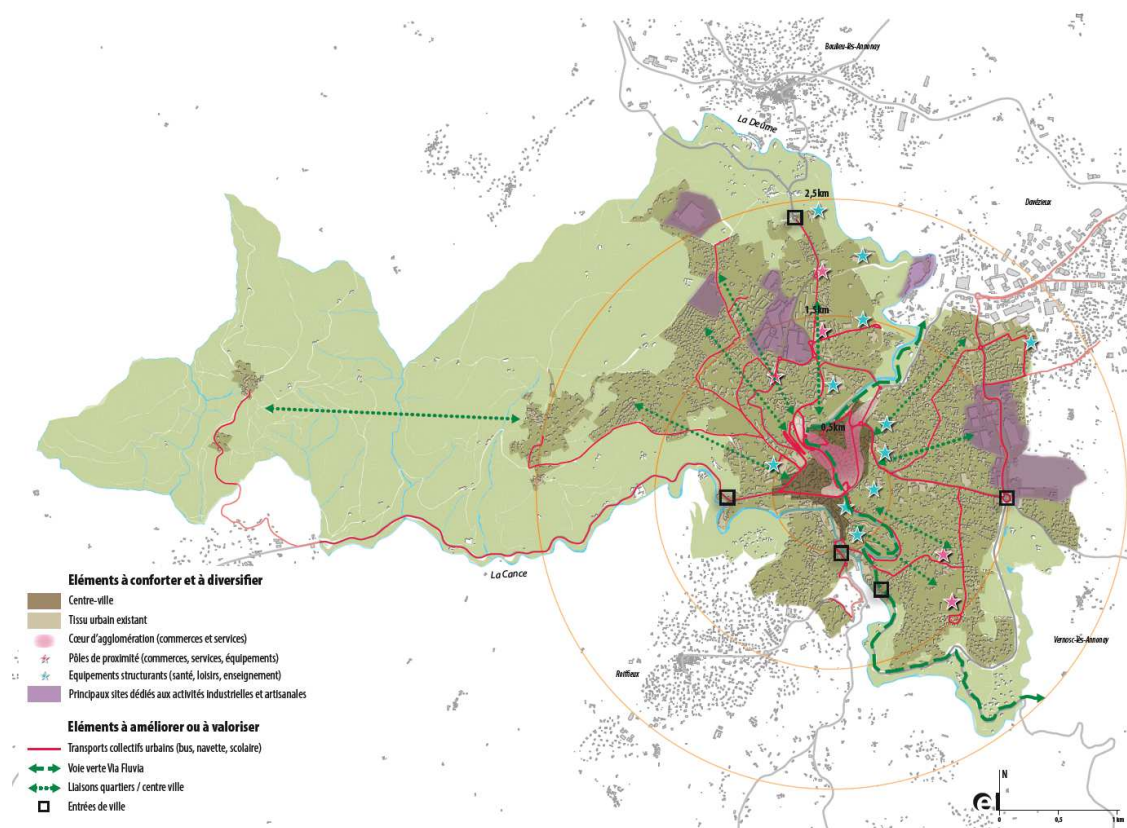 Boulieu-lès-Annonay
La Deûme
2,5km
Davézieux
1,5km
0,5km
La Cance
Roiffieux
Vernosc-lès-Annonay
Eléments à conforter et à diversifier
Centre-ville
Tissu urbain existant
Cœur d'agglomération (commerces et services)
Pôles de proximité (commerces, services, équipements)
Equipements structurants (santé, loisirs, enseignement)
Principaux sites dédiés aux activités industrielles et artisanales
Eléments à améliorer ou à valoriser
Transports collectifs urbains (bus, navette, scolaire)
Voie verte Via Fluvia
Liaisons quartiers / centre ville
Entrées de ville
N
0 0,5 1km